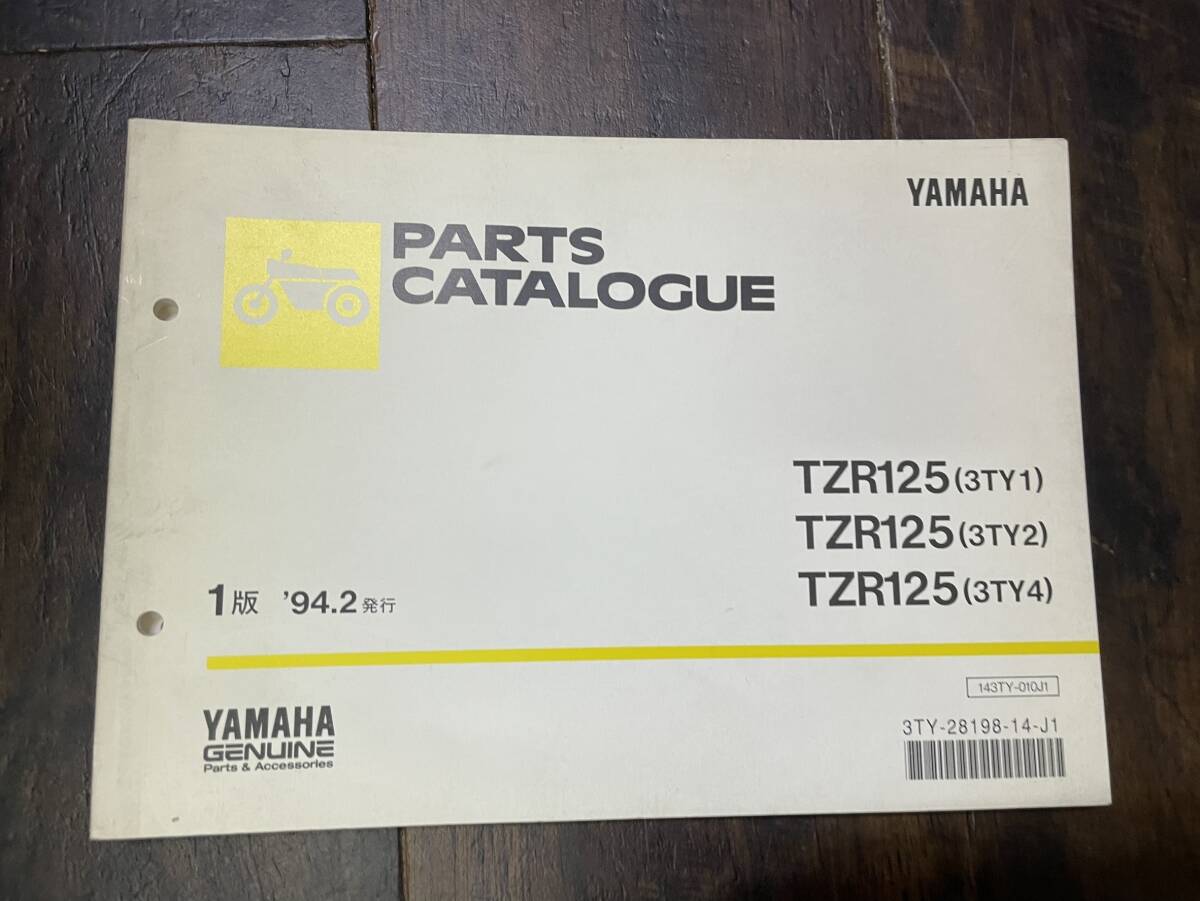 YAMAHA
PARTS
CATALOGUE
TZR125 (3TY1)
TZR125 (3TY2)
TZR125 (3TY4)
1版 ’94.2 発行
143TY-010J1
3TY-28198-14-J1
YAMAHA
GENUINE
Parts & Accessories